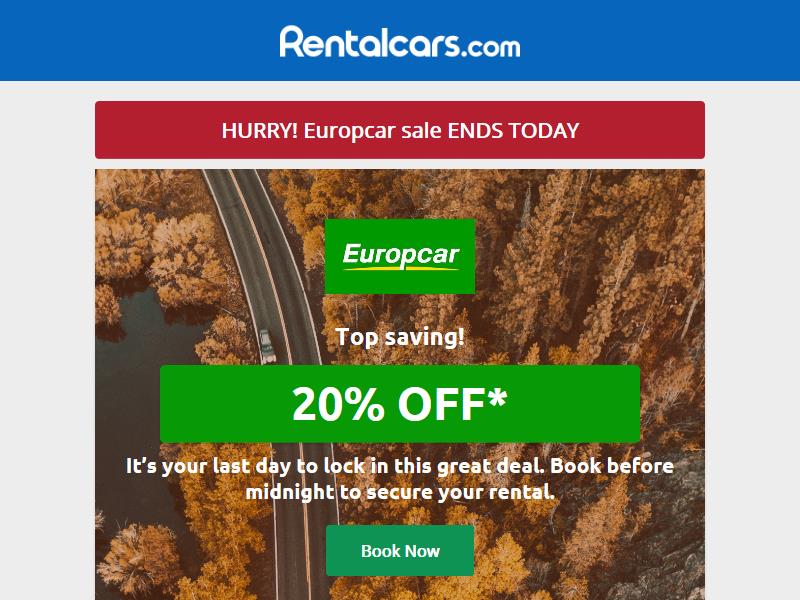 Rentalcars.com
HURRY! Europcar sale ENDS TODAY
Europcar
Top saving!
20% OFF*
It’s your last day to lock in this great deal. Book before
midnight to secure your rental.
Book Now